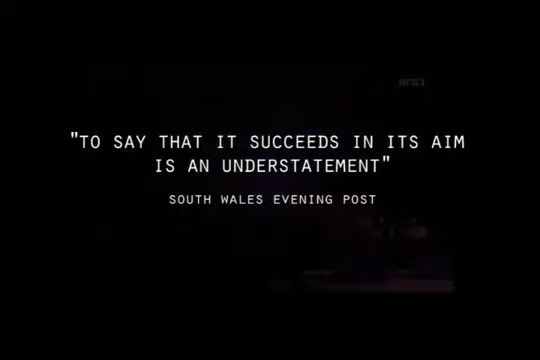 "TO SAY THAT IT SUCCEEDS IN ITS AIM
IS AN UNDERSTATEMENT"
SOUTH WALES EVENING POST